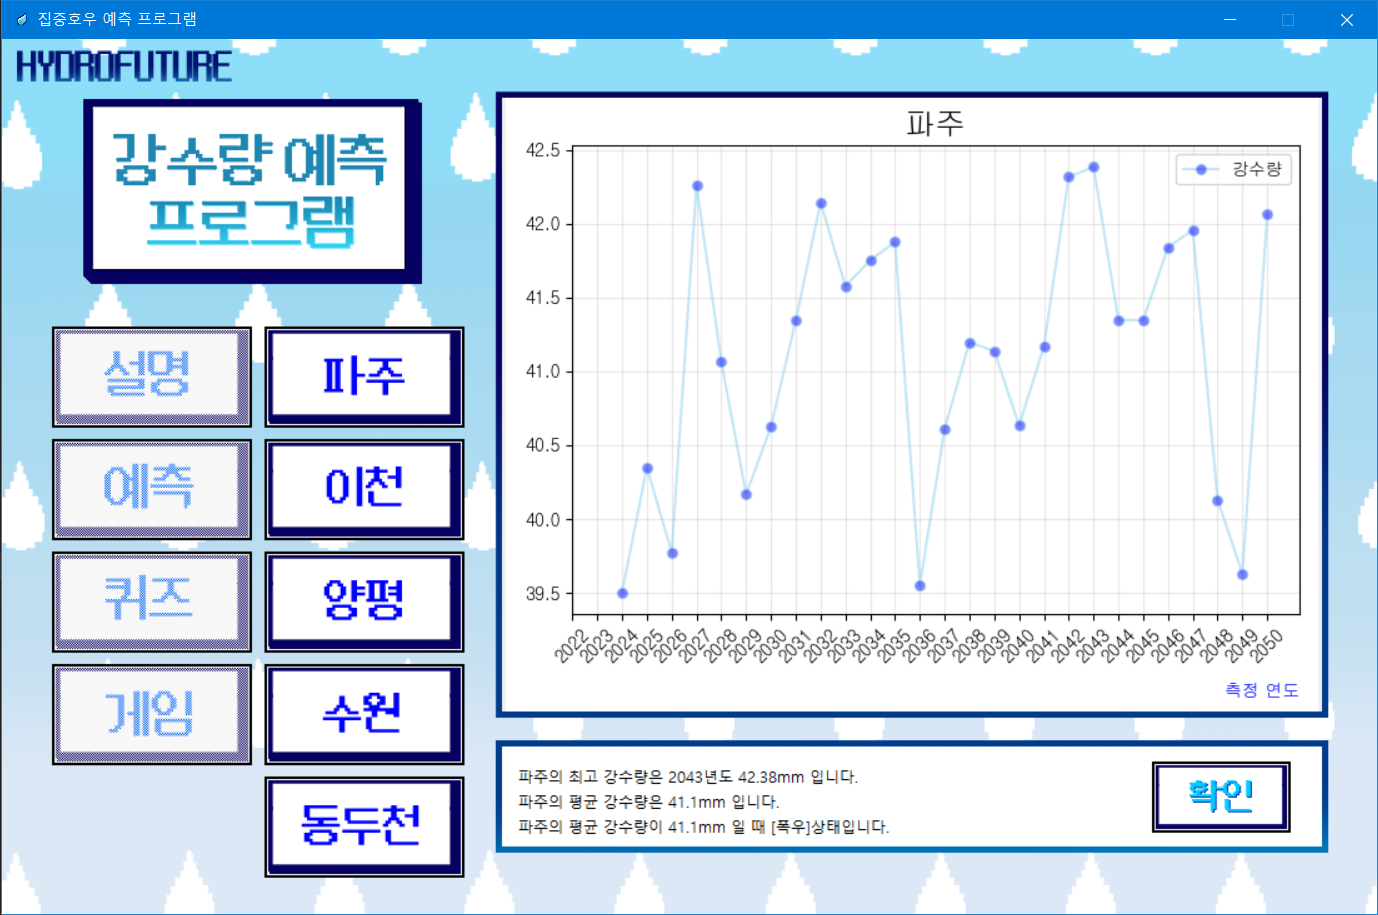 집중호우 예측 프로그램
HYDROFUTURE
강수량 예측
프로그램
설명
예측
퀴즈
게임
파주
이천
양평
수원
동두천
파주
강수량
42.5
42.0
41.5
41.0
40.5
40.0
39.5
2022 2023 2024 2025 2026 2027 2028 2029 2030 2031 2032 2033 2034 2035 2036 2037 2038 2039 2040 2041 2042 2043 2044 2045 2046 2047 2048 2049 2050
측정 연도
파주의 최고 강수량은 2043년도 42.38mm 입니다.
파주의 평균 강수량은 41.1mm 입니다.
파주의 평균 강수량이 41.1mm 일 때 [폭우]상태입니다.
확인